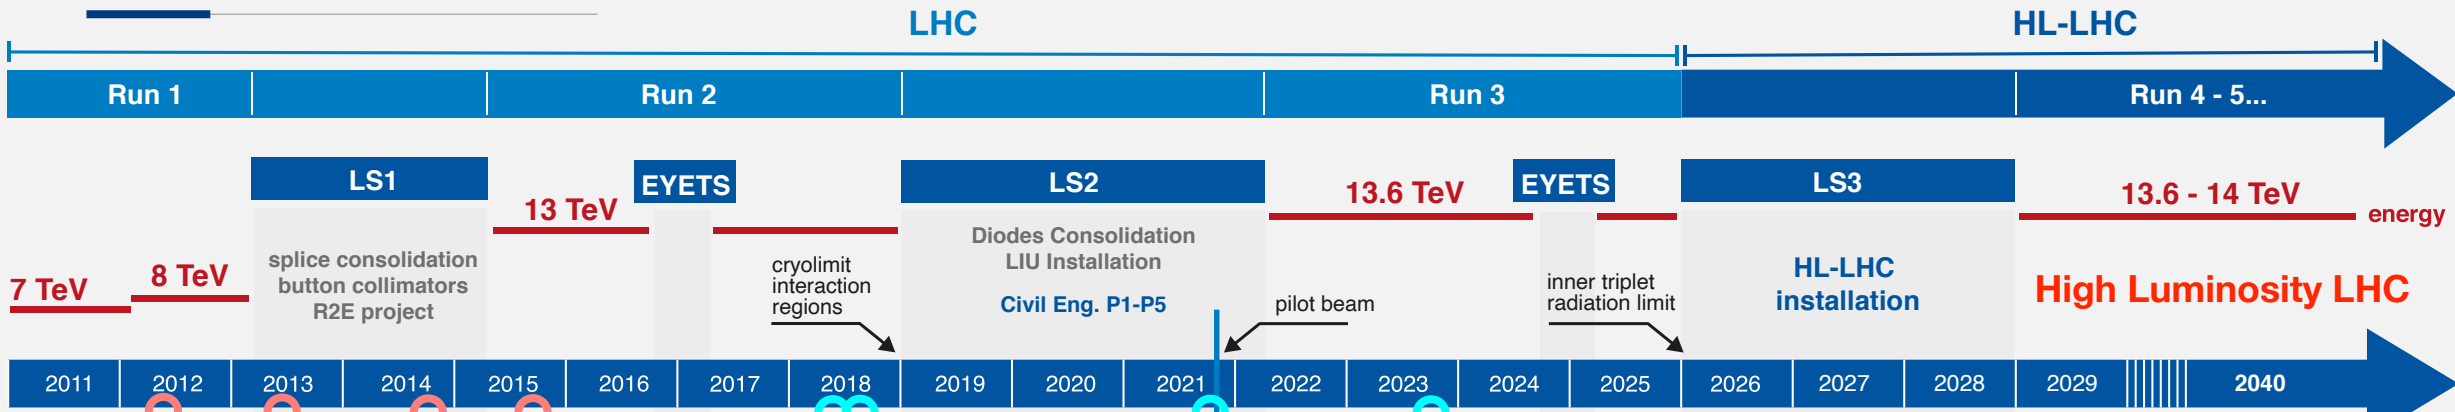 LHC
HL-LHC
Run 1
Run 2
Run 3
Run 4 - 5...
LS1
EYETS
LS2
EYETS
LS3
13 TeV
13.6 TeV
13.6 - 14 TeV
energy
7 TeV
8 TeV
splice consolidation
button collimators
R2E project
cryolimit
interaction
regions
Diodes Consolidation
LIU Installation
Civil Eng. P1-P5
pilot beam
inner triplet
radiation limit
HL-LHC
installation
High Luminosity LHC
2011
2012
2013
2014
2015
2016
2017
2018
2019
2020
2021
2022
2023
2024
2025
2026
2027
2028
2029
2040